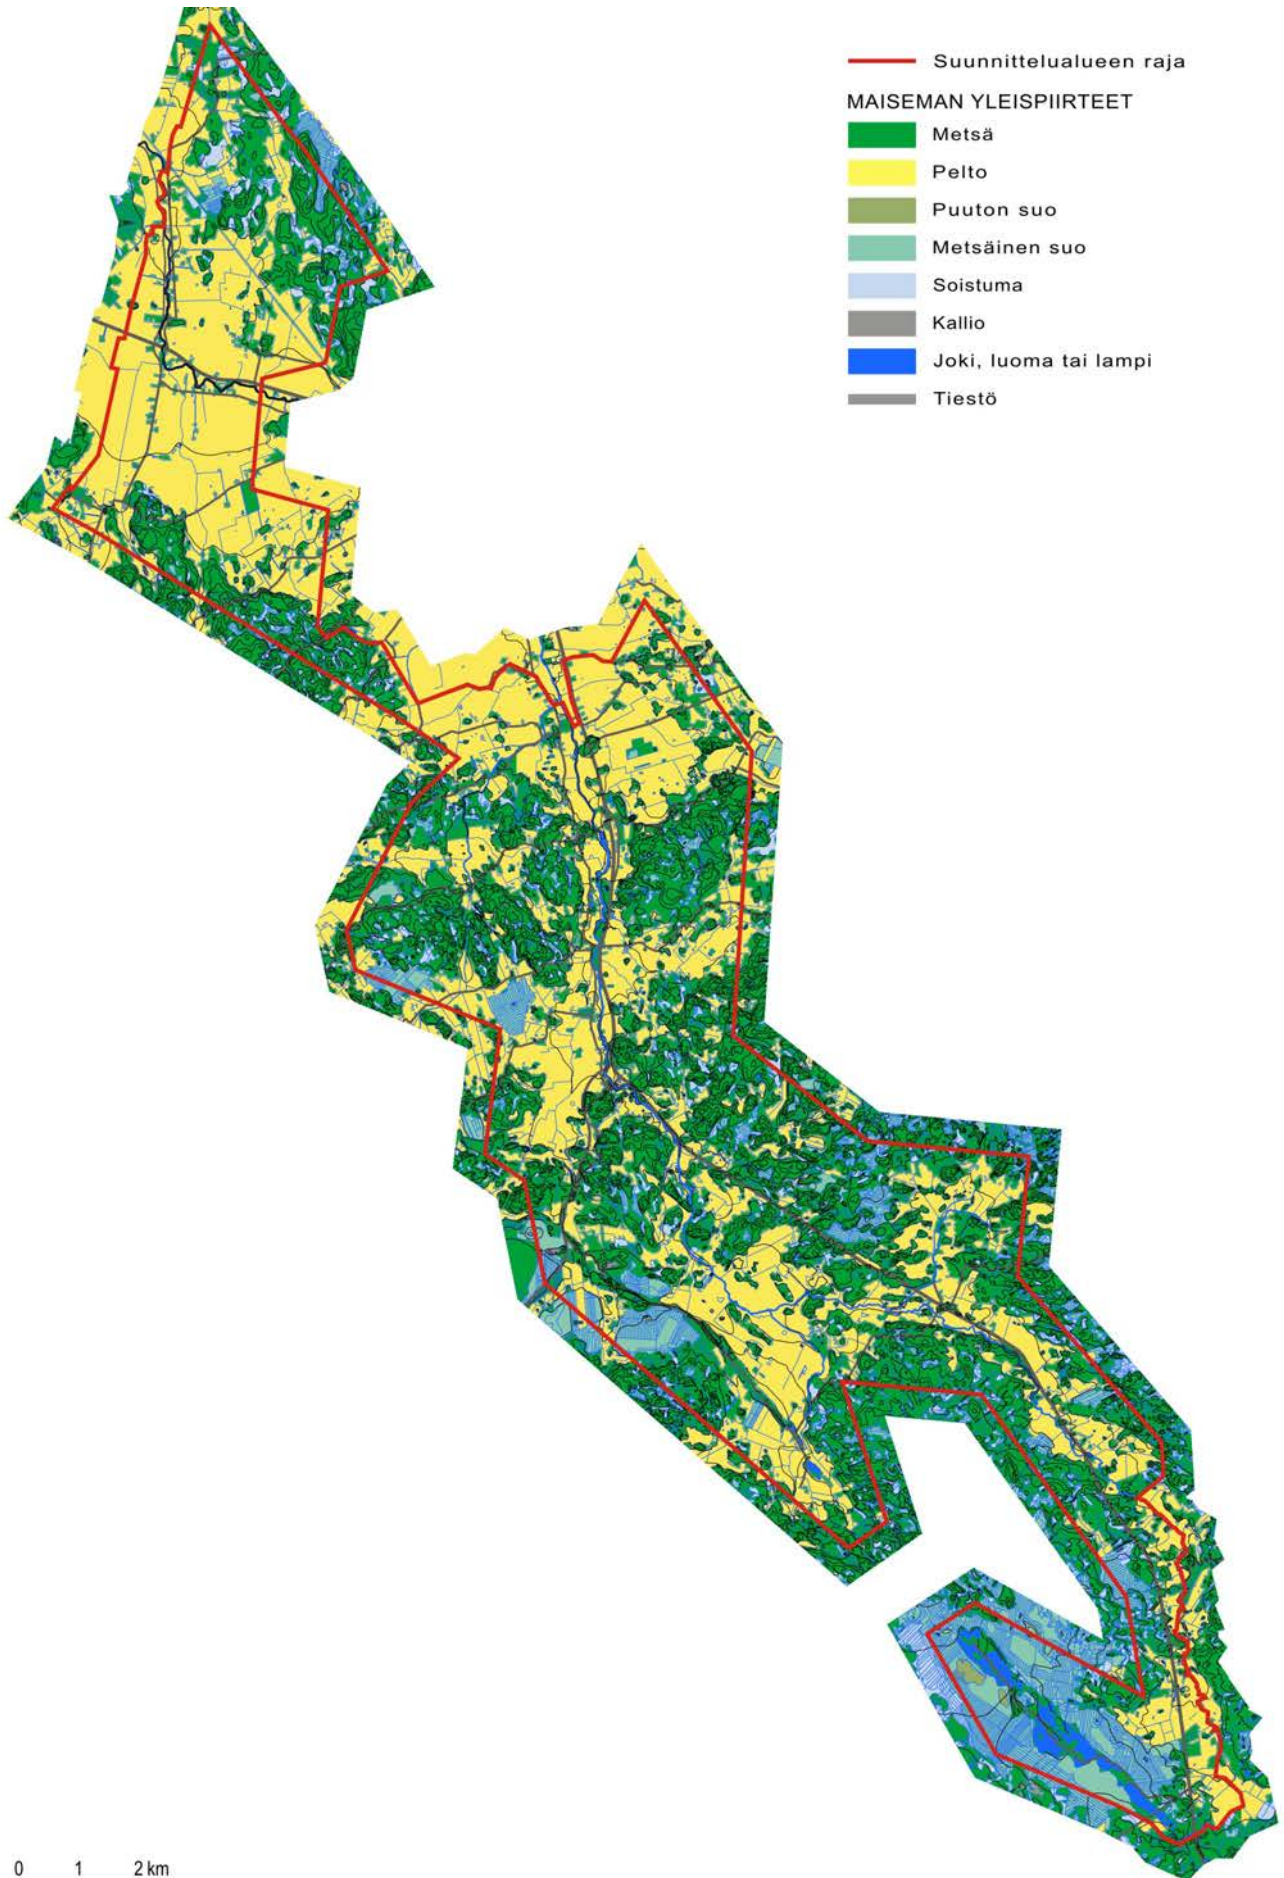 Suunnittelualueen raja
MAISEMAN YLEISPIIRTEET
Metsä
Pelto
Puuton suo
Metsäinen suo
Soistuma
Kallio
Joki, luoma tai lampi
Tiestö
0 1 2 km